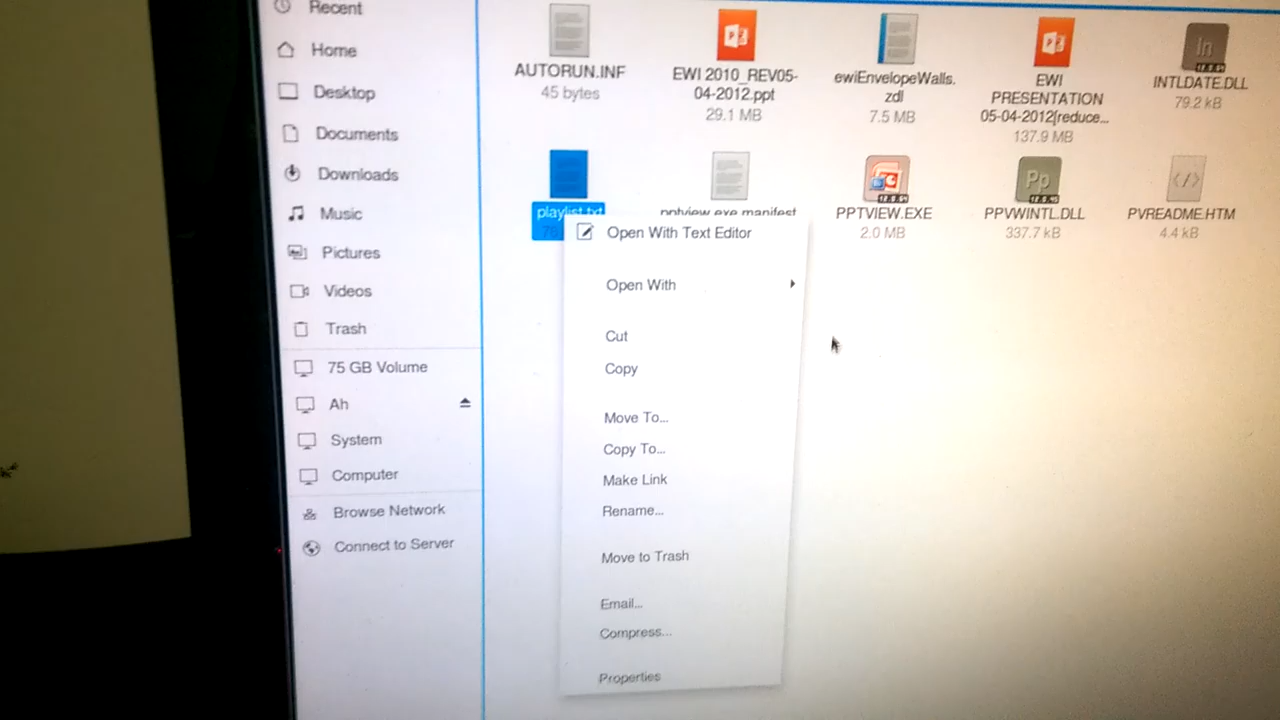 Recent
Home
Desktop
Documents
Downloads
Music
Pictures
Videos
Trash
75 GB Volume
Ah
System
Computer
Browse Network
Connect to Server
AUTORUN.INF
45 bytes
EWI 2010_REV05-
04-2012.ppt
29.1 MB
ewiEnvelopeWalls.
zdl
7.5 MB
EWI
PRESENTATION
05-04-2012[reduce...
137.9 MB
In
INTLDATE.DLL
79.2 kB
playlist.txt
pptview.exe.manifest
PPTVIEW.EXE
2.0 MB
Pp
PPVWINTL.DLL
337.7 kB
</>
PVREADME.HTM
4.4 kB
Open With Text Editor
Open With
Cut
Copy
Move To...
Copy To...
Make Link
Rename...
Move to Trash
Email...
Compress...
Properties